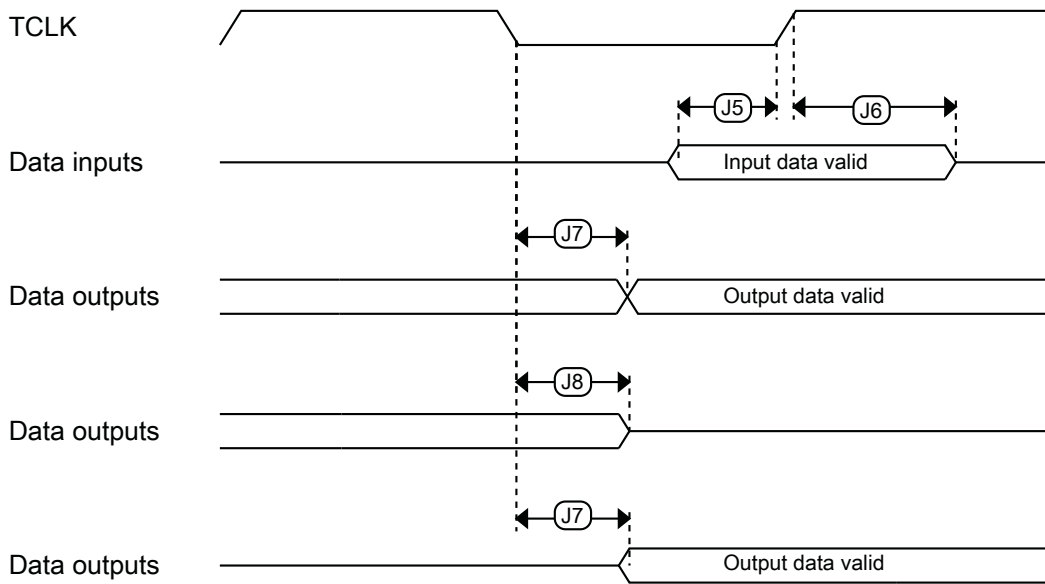 TCLK
J5
J6
Data inputs
Input data valid
J7
Data outputs
Output data valid
J8
Data outputs
J7
Data outputs
Output data valid